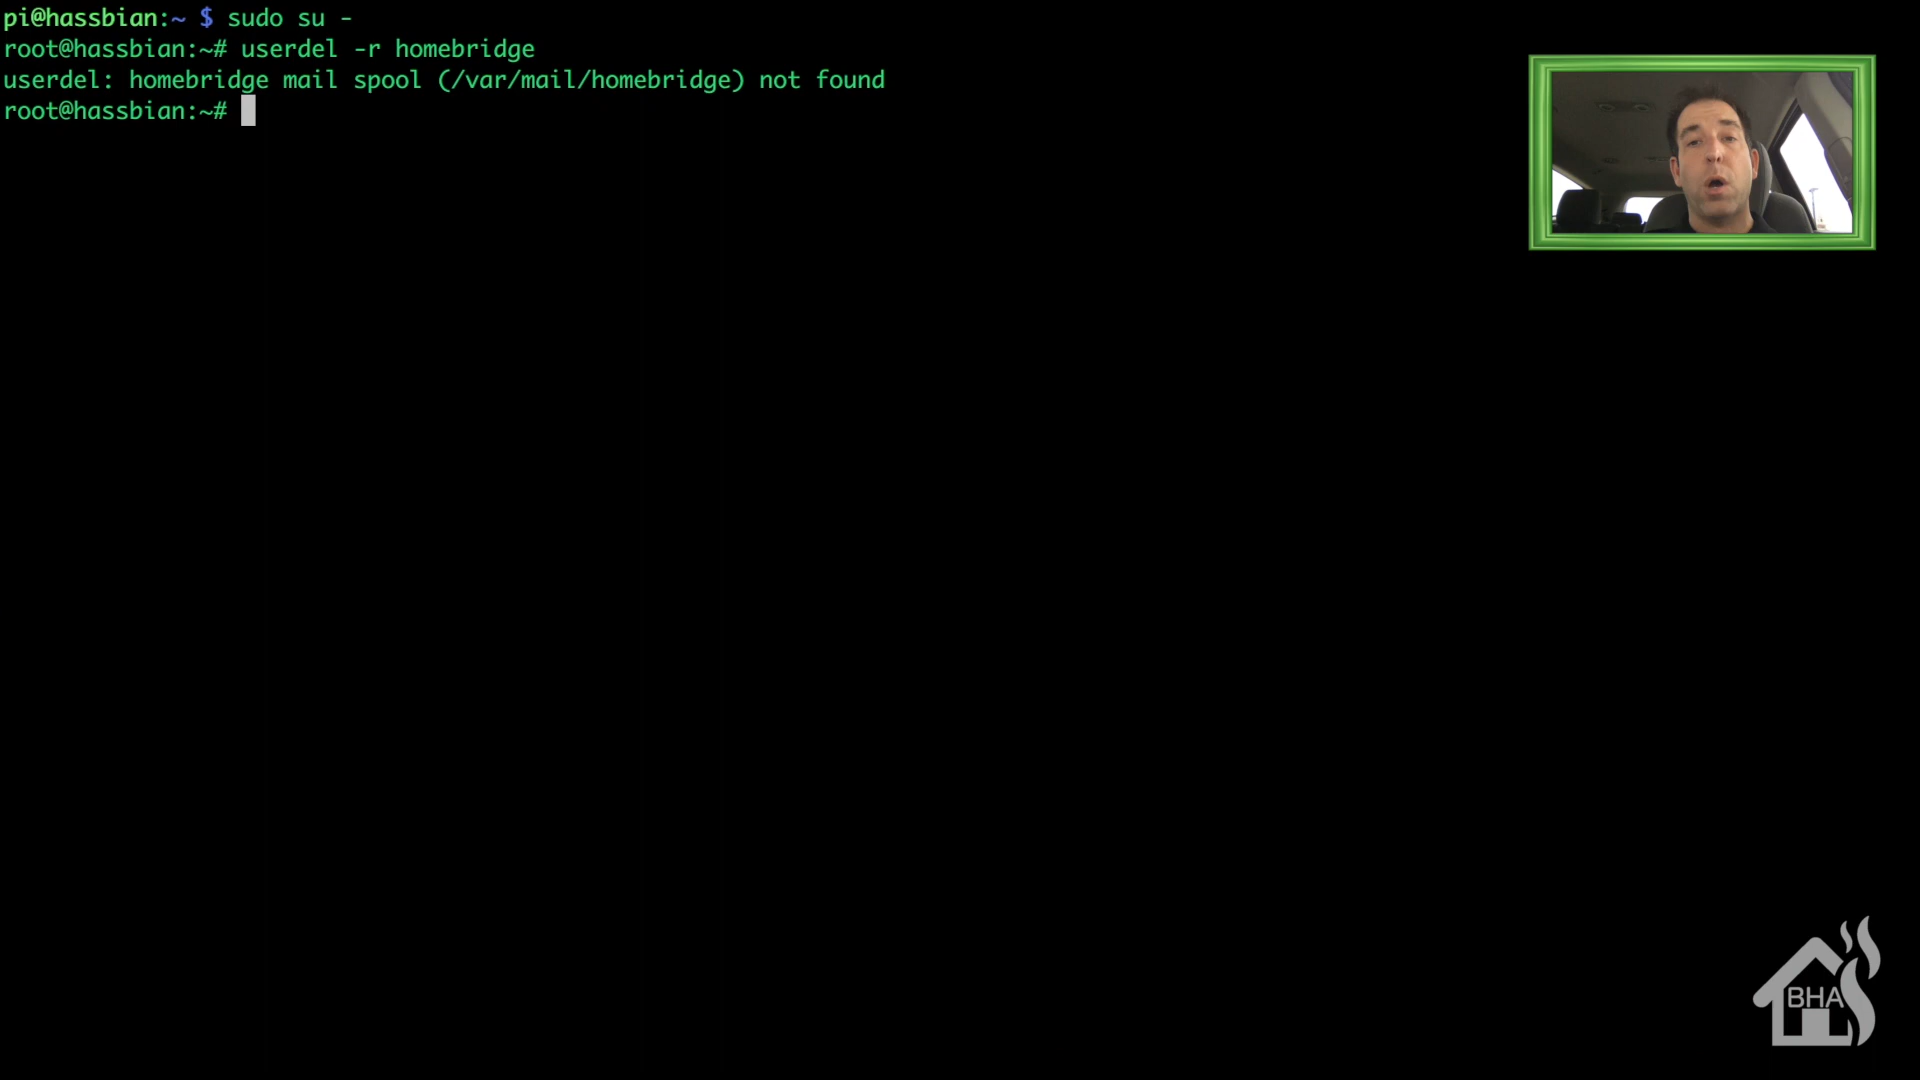 pi@hassbian:~ $ sudo su -
root@hassbian:~# userdel -r homebridge
userdel: homebridge mail spool (/var/mail/homebridge) not found
root@hassbian:~#
BHA